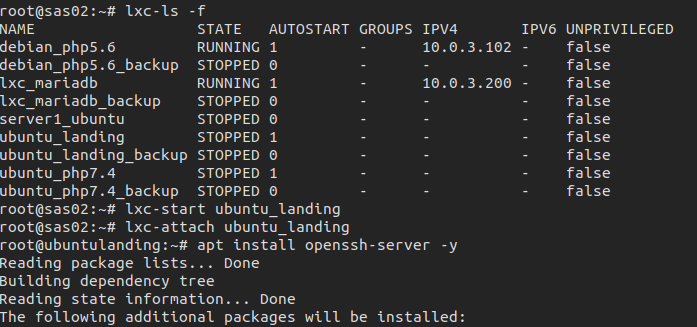 root@sas02:~# lxc-ls -f
NAME                 STATE   AUTOSTART GROUPS IPV4       IPV6 UNPRIVILEGED
debian_php5.6        RUNNING 1         -      10.0.3.102 -    false
debian_php5.6_backup STOPPED 0         -      -          -    false
lxc_mariadb          RUNNING 1         -      10.0.3.200 -    false
lxc_mariadb_backup   STOPPED 0         -      -          -    false
server1_ubuntu       STOPPED 0         -      -          -    false
ubuntu_landing       STOPPED 1         -      -          -    false
ubuntu_landing_backup STOPPED 0         -      -          -    false
ubuntu_php7.4        STOPPED 1         -      -          -    false
ubuntu_php7.4_backup STOPPED 0         -      -          -    false
root@sas02:~# lxc-start ubuntu_landing
root@sas02:~# lxc-attach ubuntu_landing
root@ubuntulanding:~# apt install openssh-server -y
Reading package lists... Done
Building dependency tree
Reading state information... Done
The following additional packages will be installed: